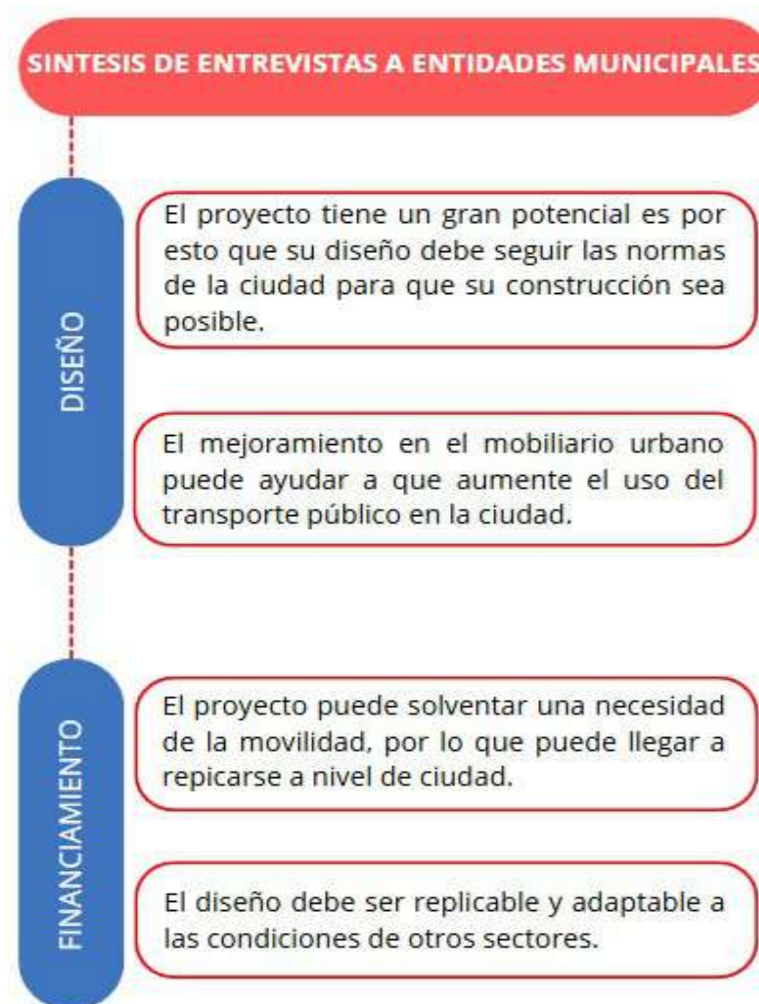 SINTESIS DE ENTREVISTAS A ENTIDADES MUNICIPALES
DISEÑO
El proyecto tiene un gran potencial es por
esto que su diseño debe seguir las normas
de la ciudad para que su construcción sea
posible.
El mejoramiento en el mobiliario urbano
puede ayudar a que aumente el uso del
transporte público en la ciudad.
FINANCIAMIENTO
El proyecto puede solventar una necesidad
de la movilidad, por lo que puede llegar a
repicarse a nivel de ciudad.
El diseño debe ser replicable y adaptable a
las condiciones de otros sectores.